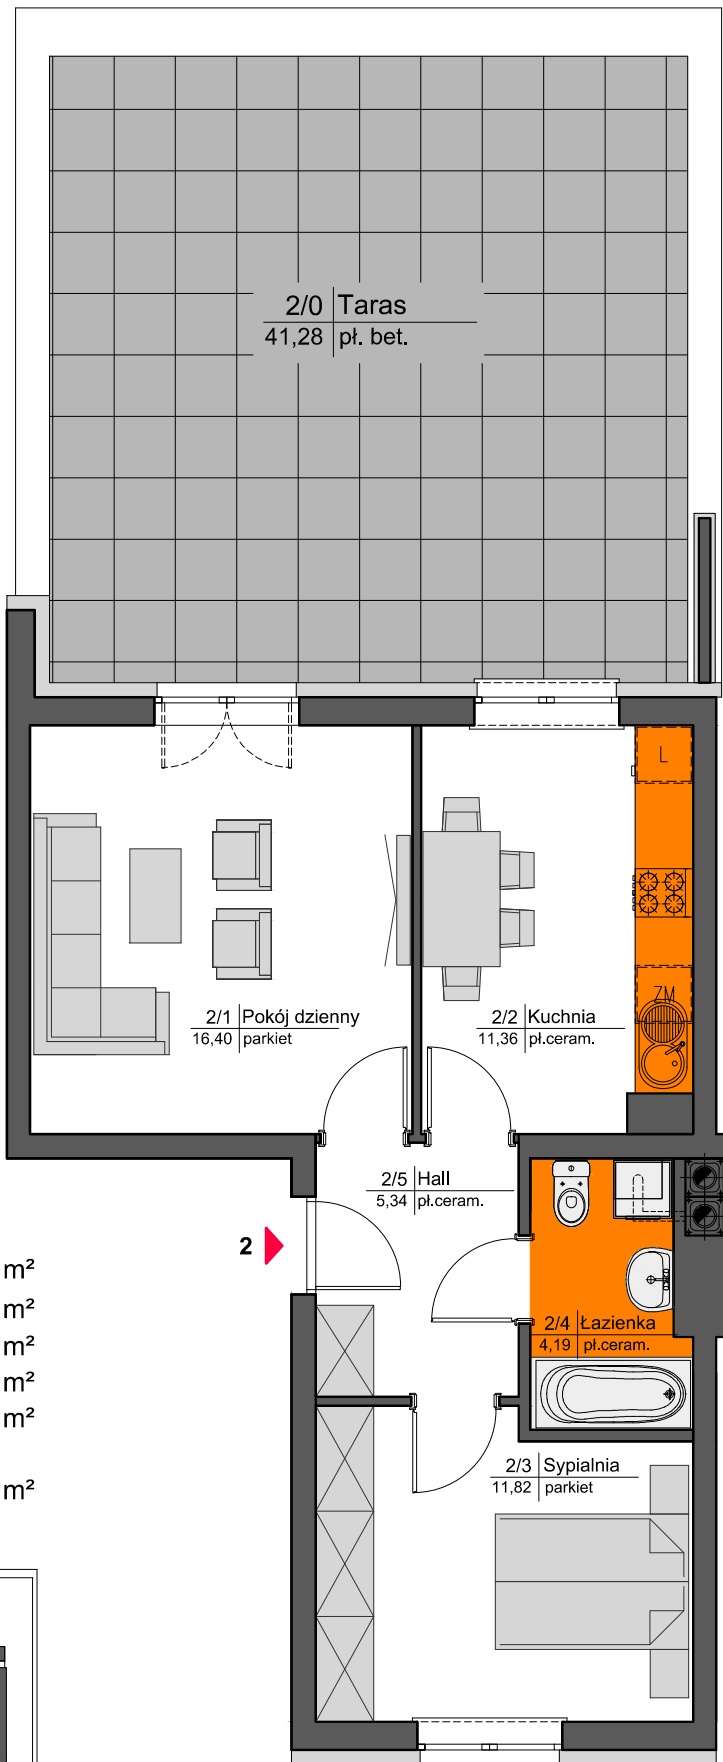 2/0 Taras
41,28 pł. bet.
L
ZM
2/1 Pokój dzienny
16,40 parkiet
2/2 Kuchnia
11,36 pł.ceram.
2/5 Hall
5,34 pł.ceram.
2
m²
m²
m²
m²
m²
m²
2/4 Łazienka
4,19 pł.ceram.
2/3 Sypialnia
11,82 parkiet